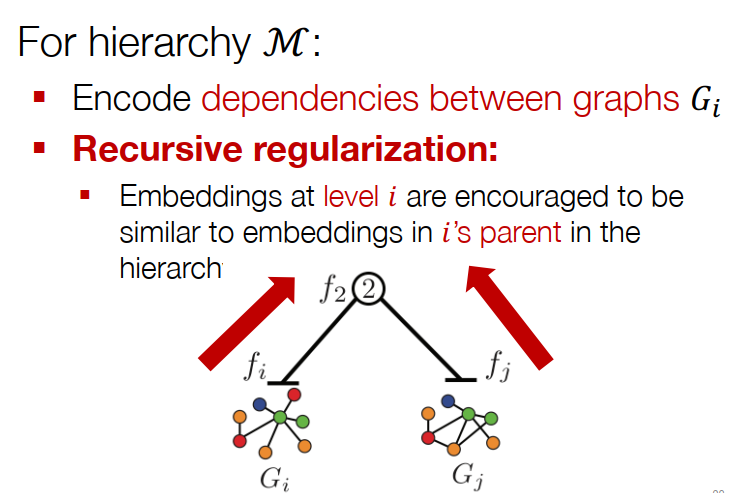 For hierarchy ℳ:
▪ Encode dependencies between graphs Gᵢ
▪ Recursive regularization:
▪ Embeddings at level i are encouraged to be
similar to embeddings in i's parent in the
hierarch
f₂ 2
fᵢ fⱼ
Gᵢ Gⱼ